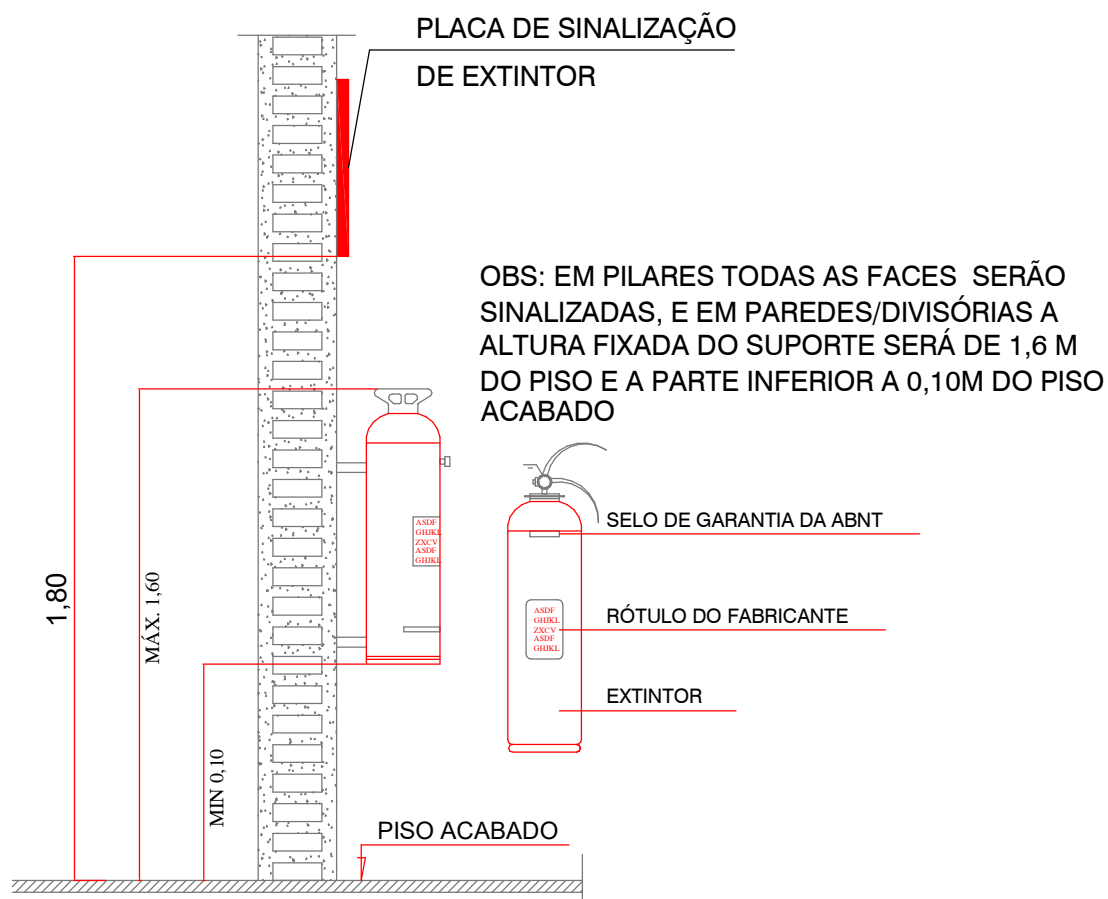 PLACA DE SINALIZAÇÃO
DE EXTINTOR
OBS: EM PILARES TODAS AS FACES SERÃO
SINALIZADAS, E EM PAREDES/DIVISÓRIAS A
ALTURA FIXADA DO SUPORTE SERÁ DE 1,6 M
DO PISO E A PARTE INFERIOR A 0,10M DO PISO
ACABADO
ASDF
GHJKL
ZXCV
ASDF
GHJKL
SELO DE GARANTIA DA ABNT
ASDF
GHJKL
ZXCV
ASDF
GHJKL
RÓTULO DO FABRICANTE
EXTINTOR
1,80
MÁX. 1,60
MIN 0,10
PISO ACABADO